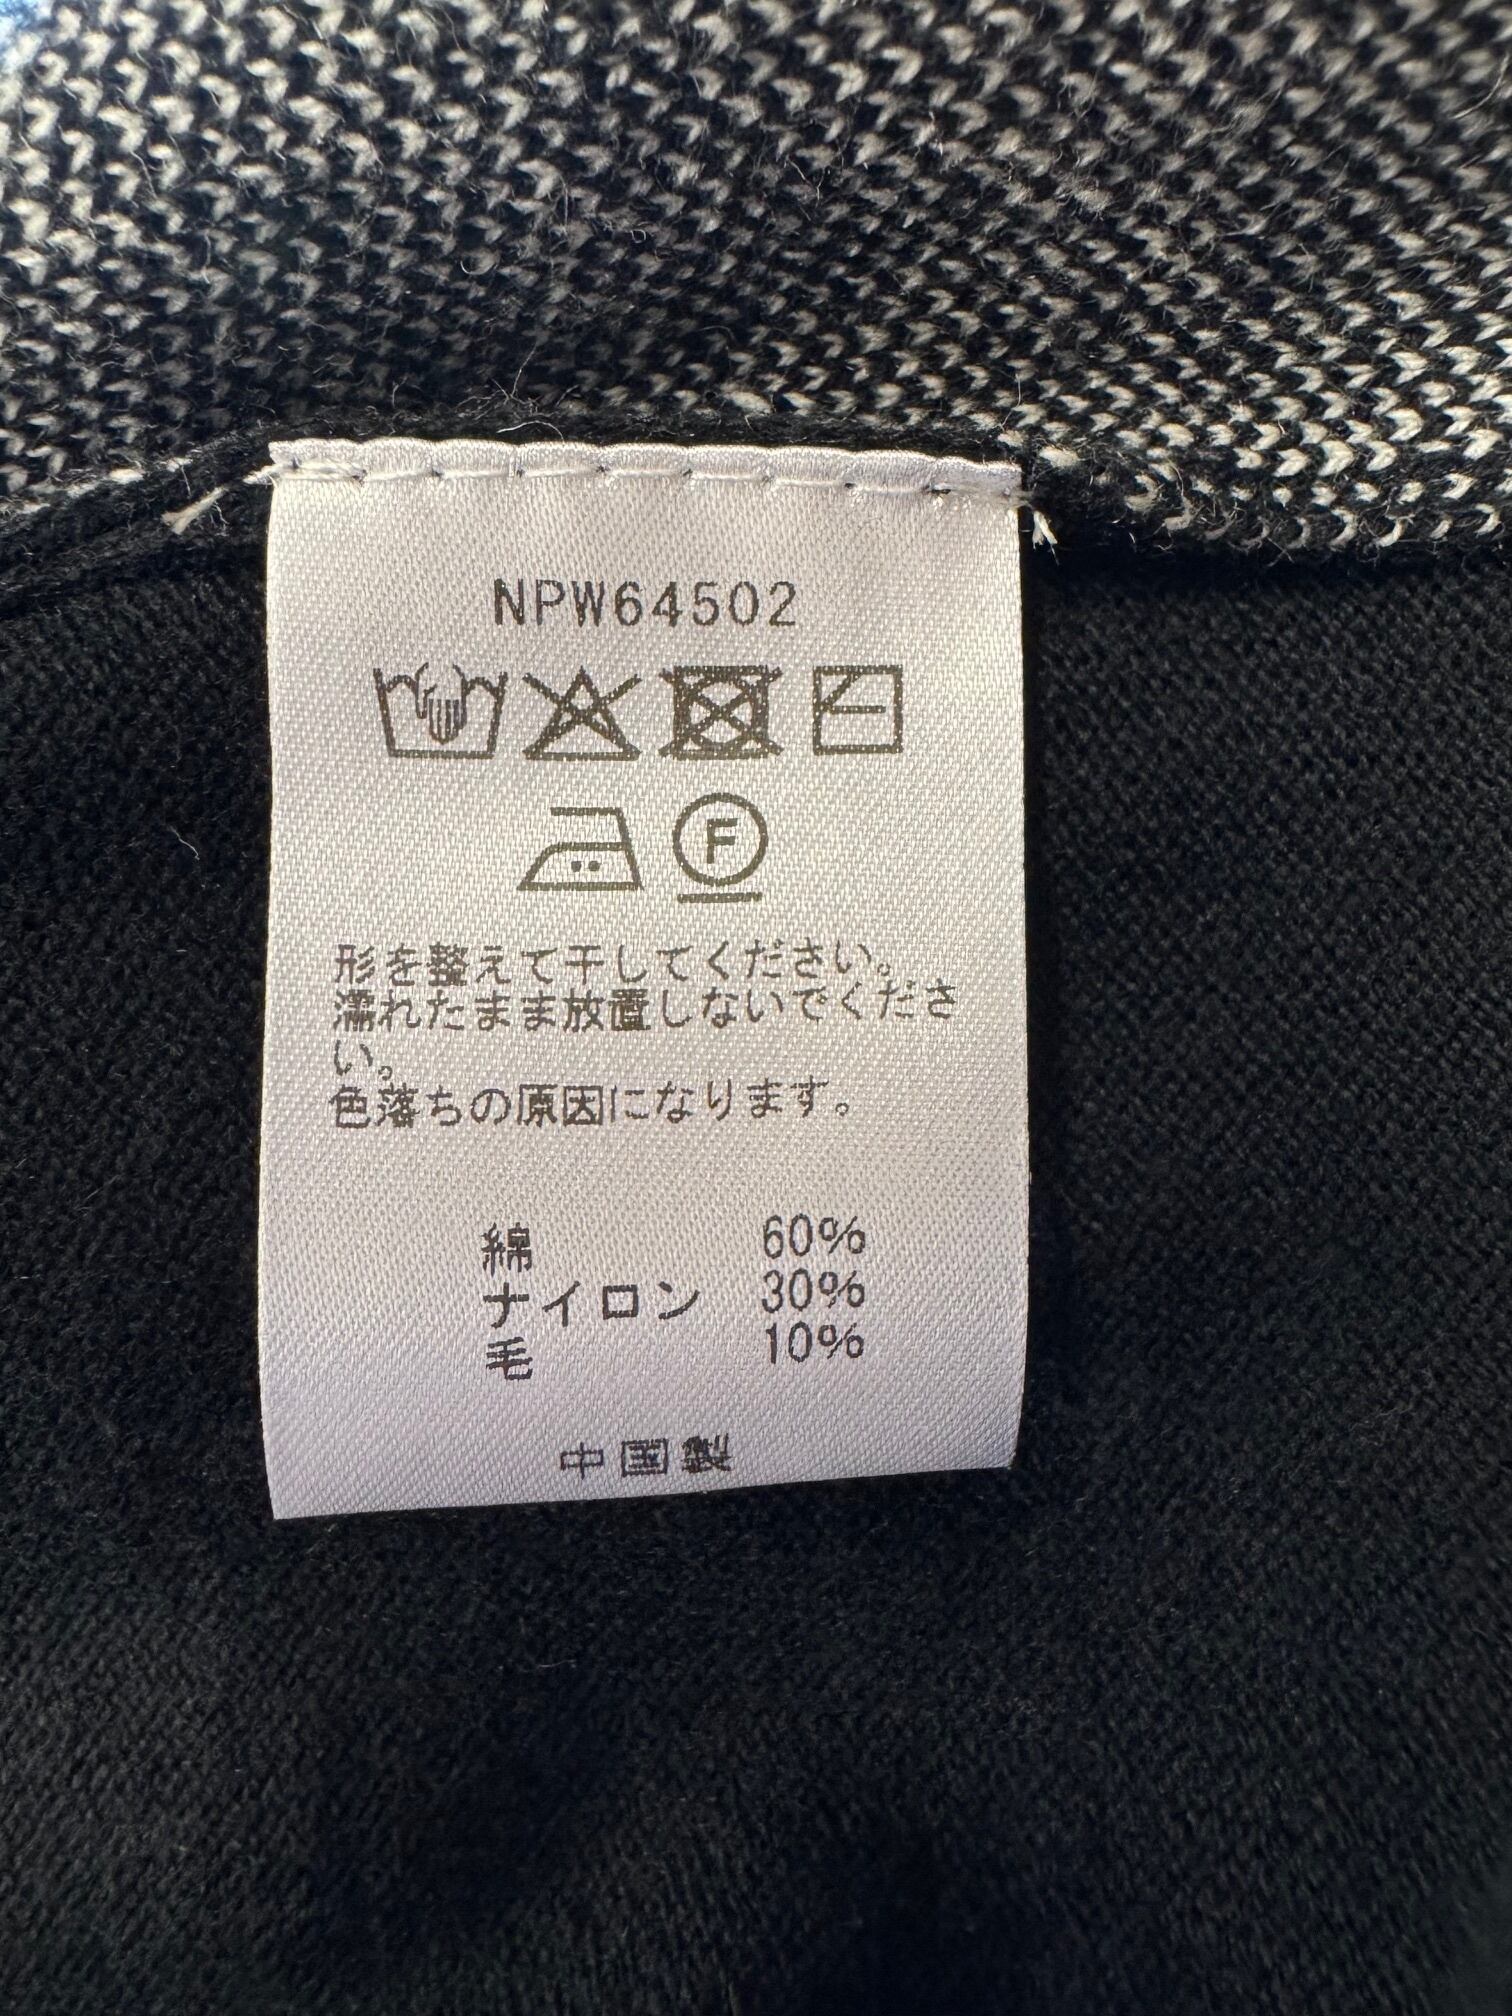 NPW64502
F
形を整えて干してください。
濡れたまま放置しないでくださ
い。
色落ちの原因になります。
綿 60%
ナイロン 30%
毛 10%
中国製